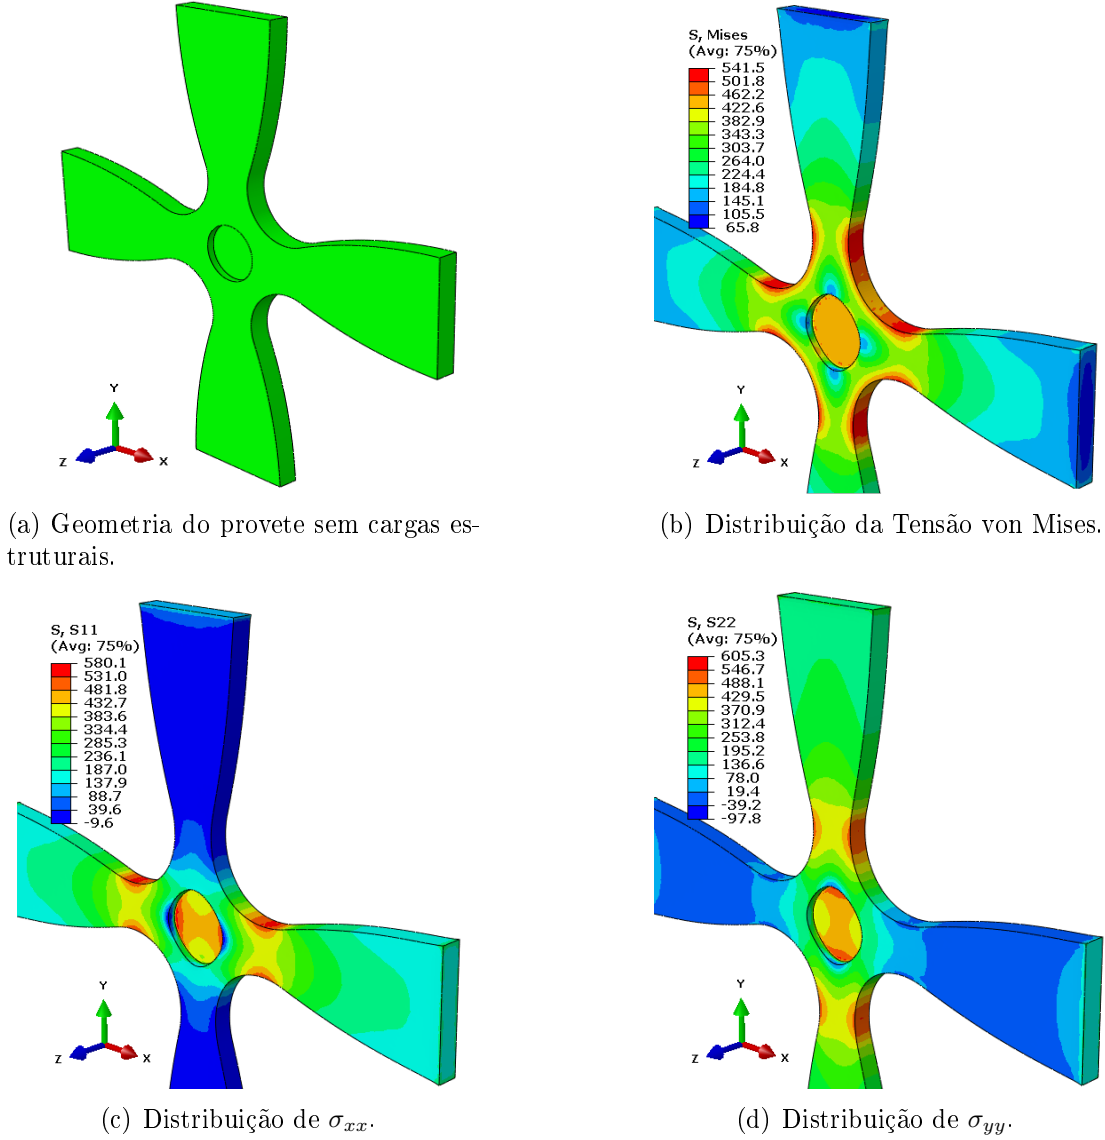 Y
Z
X
(a) Geometria do provete sem cargas es-
truturais.
S, Mises
(Avg: 75%)
541.5
501.8
462.2
422.6
382.9
343.3
303.7
264.0
224.4
184.8
145.1
105.5
65.8
Y
Z
X
(b) Distribuição da Tensão von Mises.
S, S11
(Avg: 75%)
580.1
531.0
481.8
432.7
383.6
334.4
285.3
236.1
187.0
137.9
88.7
39.6
-9.6
Y
Z
X
(c) Distribuição de σxx.
S, S22
(Avg: 75%)
605.3
546.7
488.1
429.5
370.9
312.4
253.8
195.2
136.6
78.0
19.4
-39.2
-97.8
Y
Z
X
(d) Distribuição de σyy.